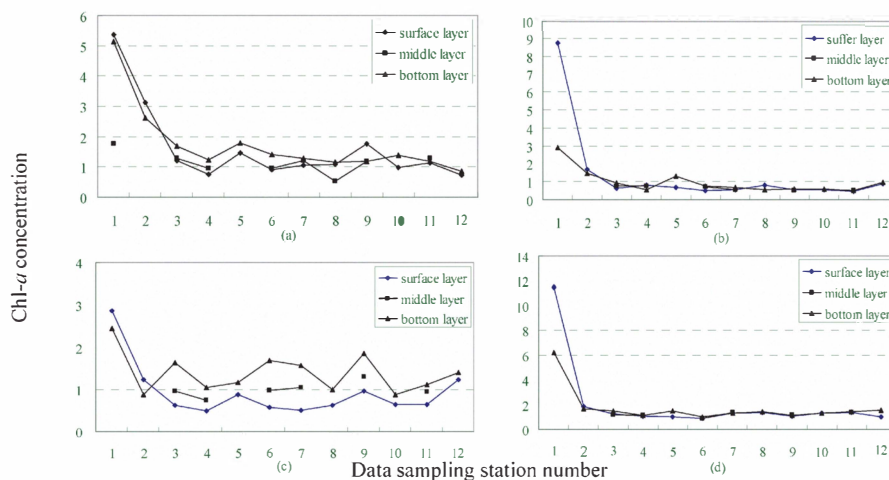 Chl-a concentration
6
5
4
3
2
1
0
surface layer
middle layer
bottom layer
1 2 3 4 5 6 7 8 9 10 11 12
(a)
10
9
8
7
6
5
4
3
2
1
0
suffer layer
middle layer
bottom layer
1 2 3 4 5 6 7 8 9 10 11 12
(b)
4
3
2
1
0
surface layer
middle layer
bottom layer
1 2 3 4 5 6 7 8 9 10 11 12
(c)
14
12
10
8
6
4
2
0
surface layer
middle layer
bottom layer
1 2 3 4 5 6 7 8 9 10 11 12
(d)
Data sampling station number